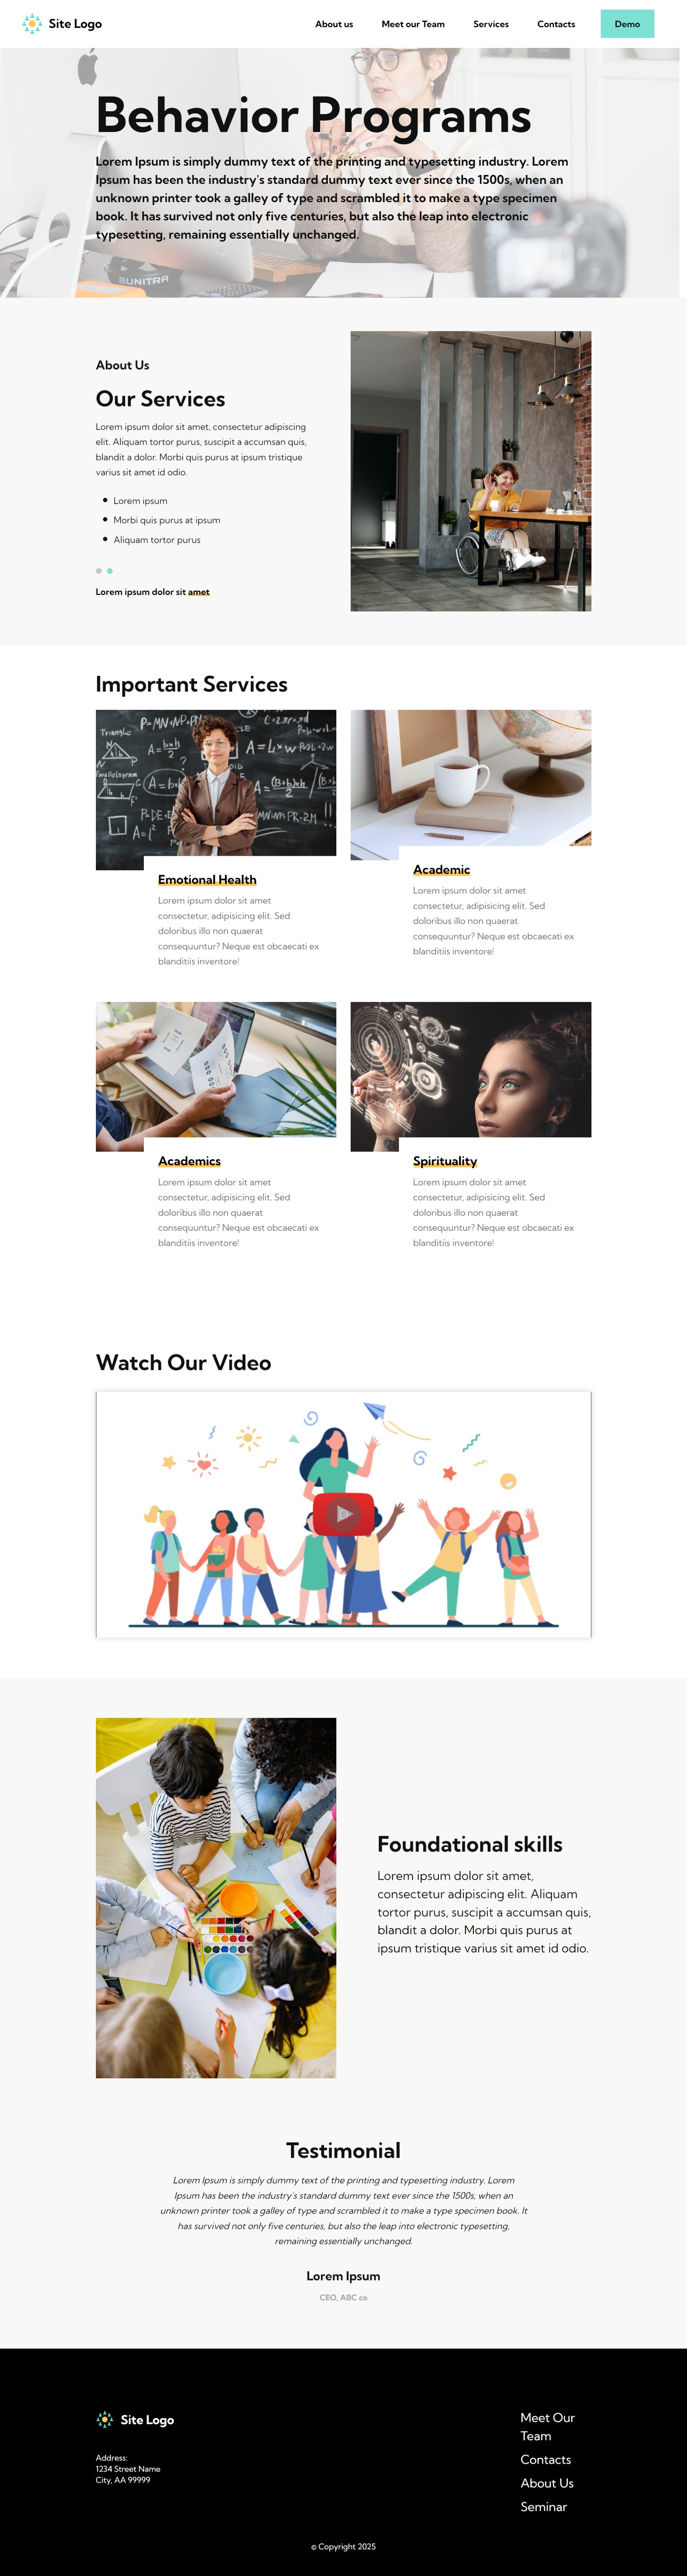 Site Logo
About us
Meet our Team
Services
Contacts
Demo
Behavior Programs
Lorem Ipsum is simply dummy text of the printing and typesetting industry. Lorem
Ipsum has been the industry's standard dummy text ever since the 1500s, when an
unknown printer took a galley of type and scrambled it to make a type specimen
book. It has survived not only five centuries, but also the leap into electronic
typesetting, remaining essentially unchanged.
SUNITRA
About Us
Our Services
Lorem ipsum dolor sit amet, consectetur adipiscing
elit. Aliquam tortor purus, suscipit a accumsan quis,
blandit a dolor. Morbi quis purus at ipsum tristique
varius sit amet id odio.
Lorem ipsum
Morbi quis purus at ipsum
Aliquam tortor purus
Lorem ipsum dolor sit amet
Important Services
Triangle
Emotional Health
Lorem ipsum dolor sit amet
consectetur, adipisicing elit. Sed
doloribus illo non quaerat
consequuntur? Neque est obcaecati ex
blanditiis inventore!
Academic
Lorem ipsum dolor sit amet
consectetur, adipisicing elit. Sed
doloribus illo non quaerat
consequuntur? Neque est obcaecati ex
blanditiis inventore!
Academics
Lorem ipsum dolor sit amet
consectetur, adipisicing elit. Sed
doloribus illo non quaerat
consequuntur? Neque est obcaecati ex
blanditiis inventore!
Spirituality
Lorem ipsum dolor sit amet
consectetur, adipisicing elit. Sed
doloribus illo non quaerat
consequuntur? Neque est obcaecati ex
blanditiis inventore!
Watch Our Video
Foundational skills
Lorem ipsum dolor sit amet,
consectetur adipiscing elit. Aliquam
tortor purus, suscipit a accumsan quis,
blandit a dolor. Morbi quis purus at
ipsum tristique varius sit amet id odio.
Testimonial
Lorem Ipsum is simply dummy text of the printing and typesetting industry. Lorem
Ipsum has been the industry's standard dummy text ever since the 1500s, when an
unknown printer took a galley of type and scrambled it to make a type specimen book. It
has survived not only five centuries, but also the leap into electronic typesetting,
remaining essentially unchanged.
Lorem Ipsum
CEO, ABC co
Site Logo
Address:
1234 Street Name
City, AA 99999
Meet Our
Team
Contacts
About Us
Seminar
© Copyright 2025